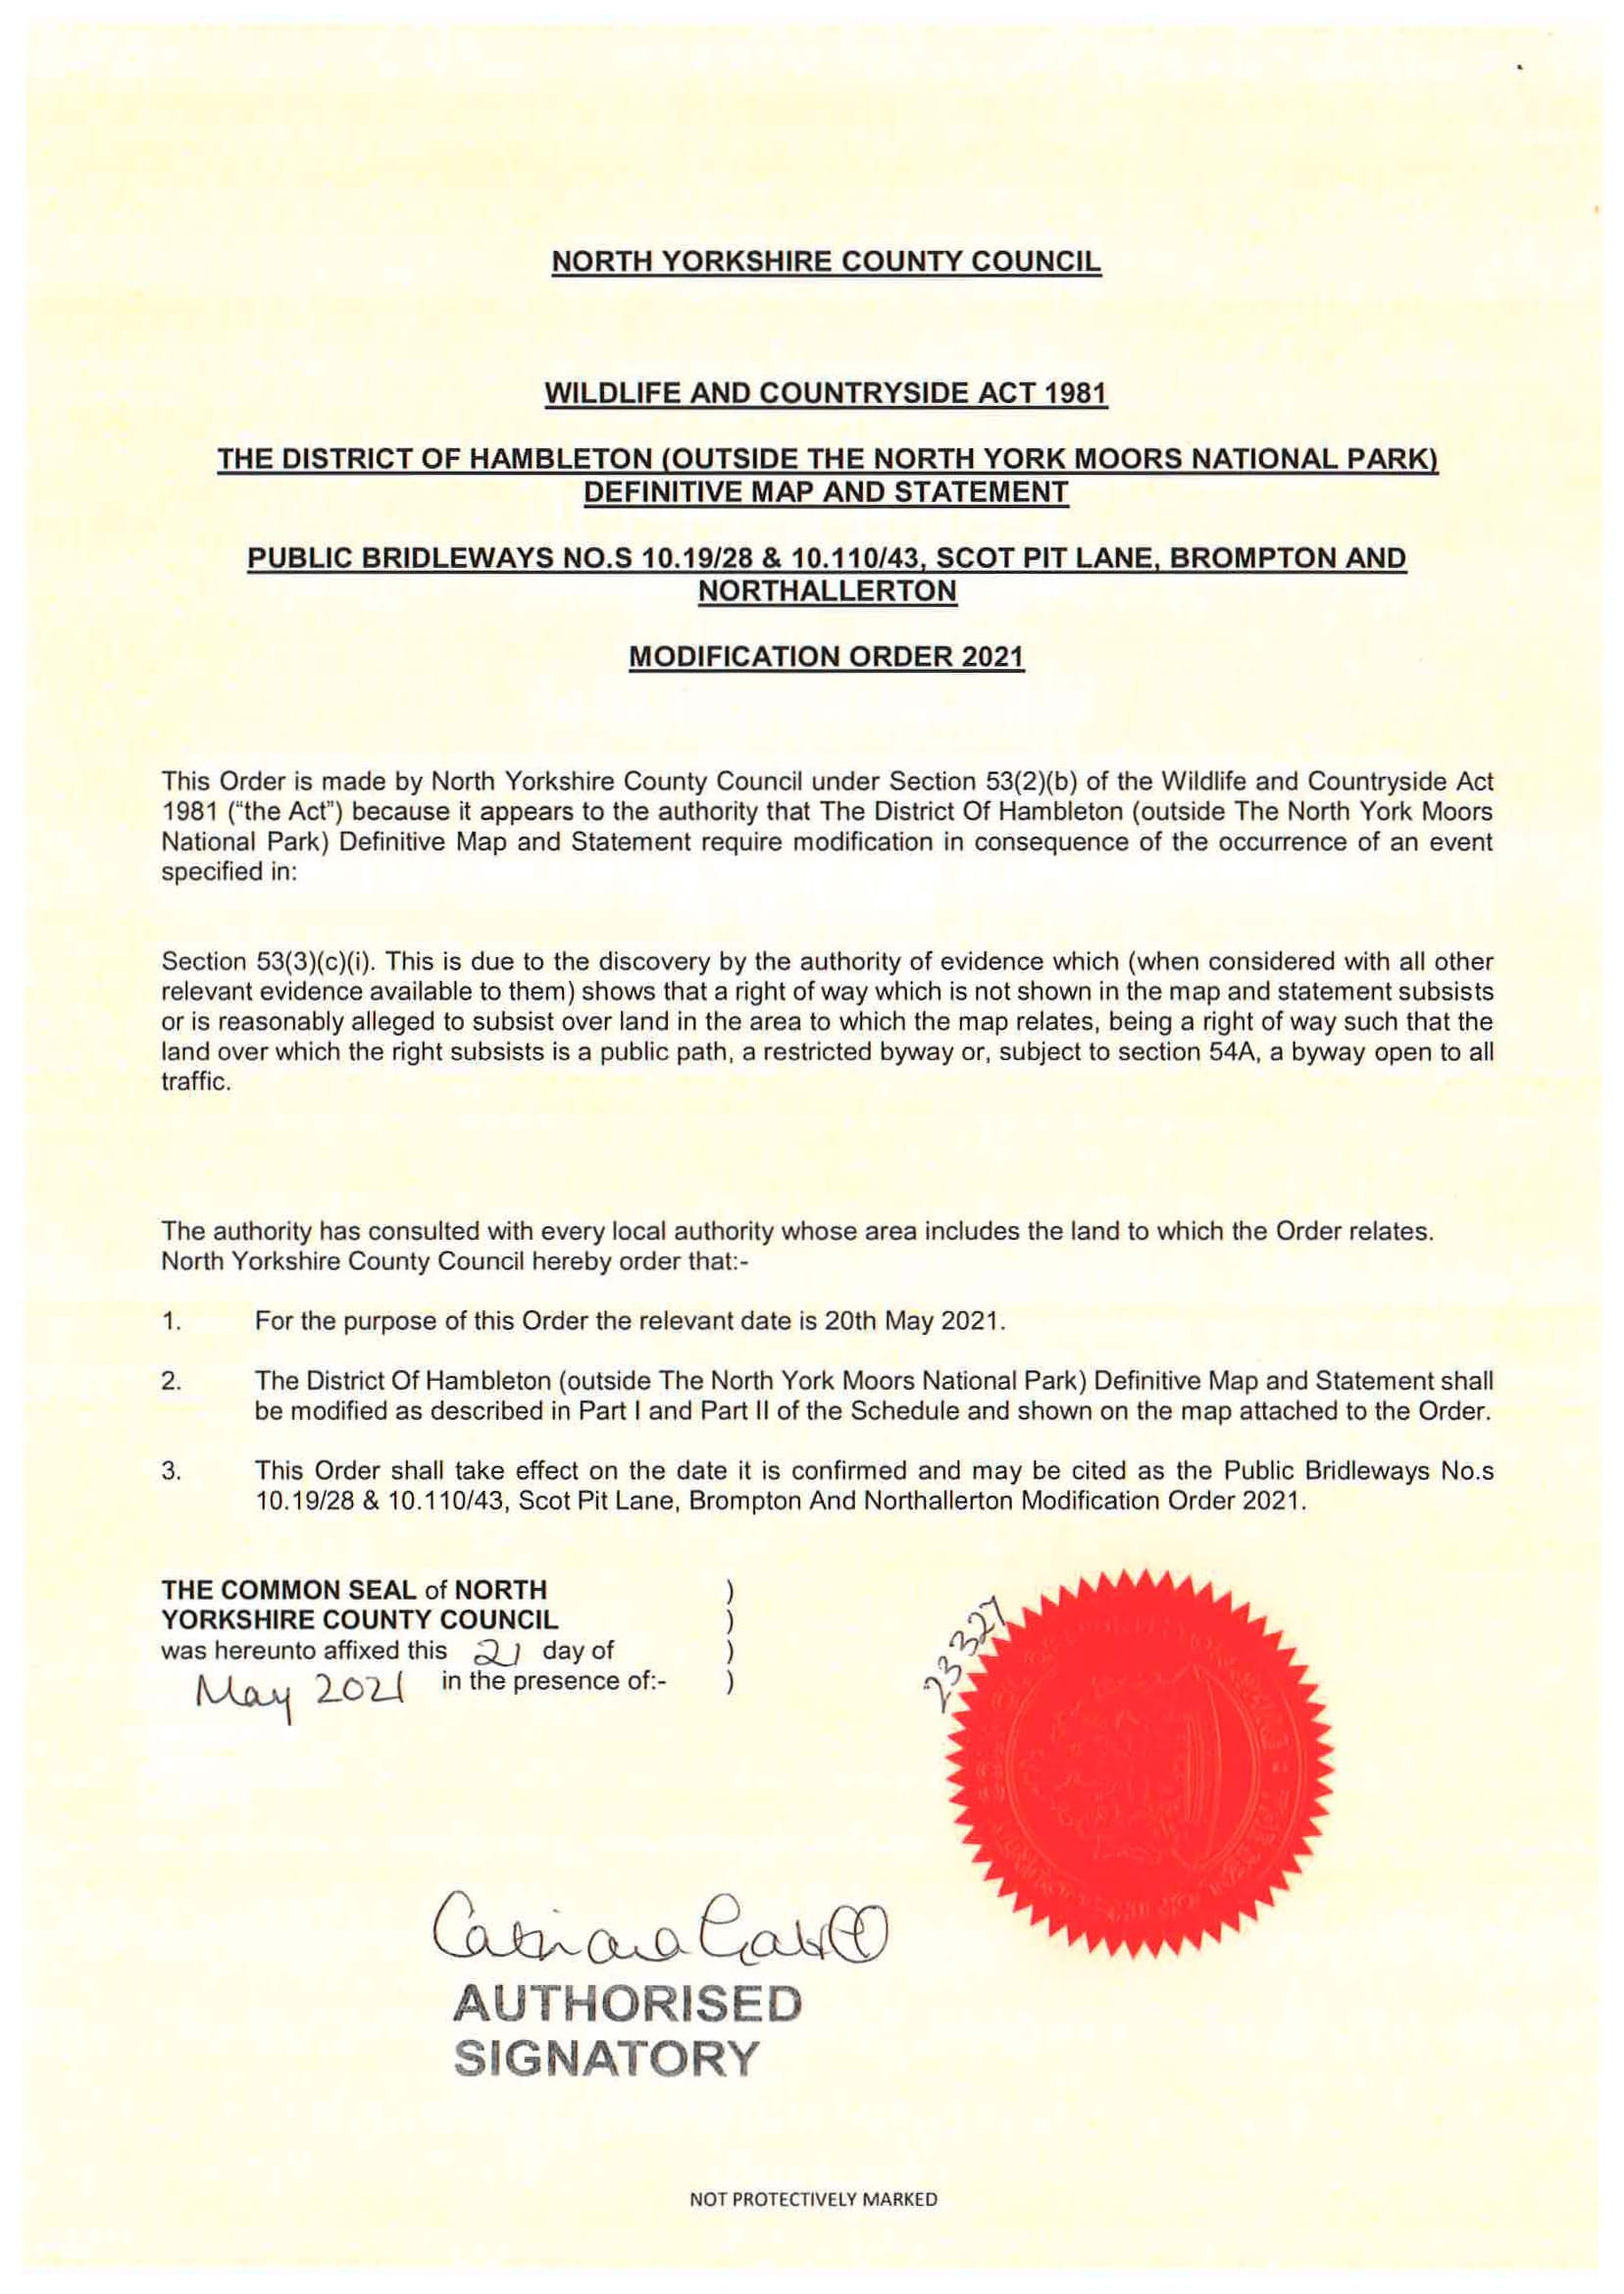 NORTH YORKSHIRE COUNTY COUNCIL
WILDLIFE AND COUNTRYSIDE ACT 1981
THE DISTRICT OF HAMBLETON (OUTSIDE THE NORTH YORK MOORS NATIONAL PARK)
DEFINITIVE MAP AND STATEMENT
PUBLIC BRIDLEWAYS NO.S 10.19/28 & 10.110/43, SCOT PIT LANE, BROMPTON AND
NORTHALLERTON
MODIFICATION ORDER 2021
This Order is made by North Yorkshire County Council under Section 53(2)(b) of the Wildlife and Countryside Act
1981 ("the Act") because it appears to the authority that The District Of Hambleton (outside The North York Moors
National Park) Definitive Map and Statement require modification in consequence of the occurrence of an event
specified in:
Section 53(3)(c)(i). This is due to the discovery by the authority of evidence which (when considered with all other
relevant evidence available to them) shows that a right of way which is not shown in the map and statement subsists
or is reasonably alleged to subsist over land in the area to which the map relates, being a right of way such that the
land over which the right subsists is a public path, a restricted byway or, subject to section 54A, a byway open to all
traffic.
The authority has consulted with every local authority whose area includes the land to which the Order relates.
North Yorkshire County Council hereby order that:-
1. For the purpose of this Order the relevant date is 20th May 2021.
2. The District Of Hambleton (outside The North York Moors National Park) Definitive Map and Statement shall
be modified as described in Part I and Part II of the Schedule and shown on the map attached to the Order.
3. This Order shall take effect on the date it is confirmed and may be cited as the Public Bridleways No.s
10.19/28 & 10.110/43, Scot Pit Lane, Brompton And Northallerton Modification Order 2021.
THE COMMON SEAL of NORTH )
YORKSHIRE COUNTY COUNCIL )
was hereunto affixed this 21 day of )
May 2021 in the presence of:- )
23327
AUTHORISED
SIGNATORY
NOT PROTECTIVELY MARKED